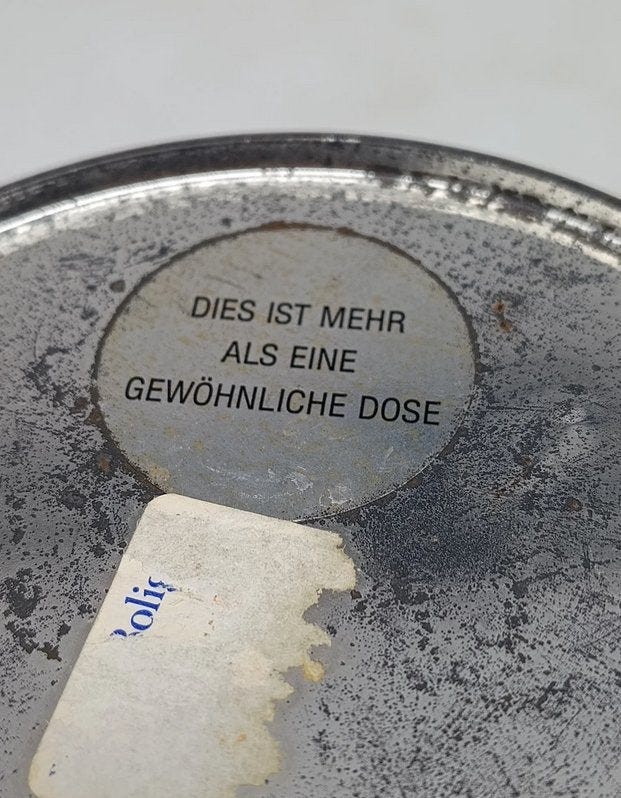 DIES IST MEHR
ALS EINE
GEWÖHNLICHE DOSE